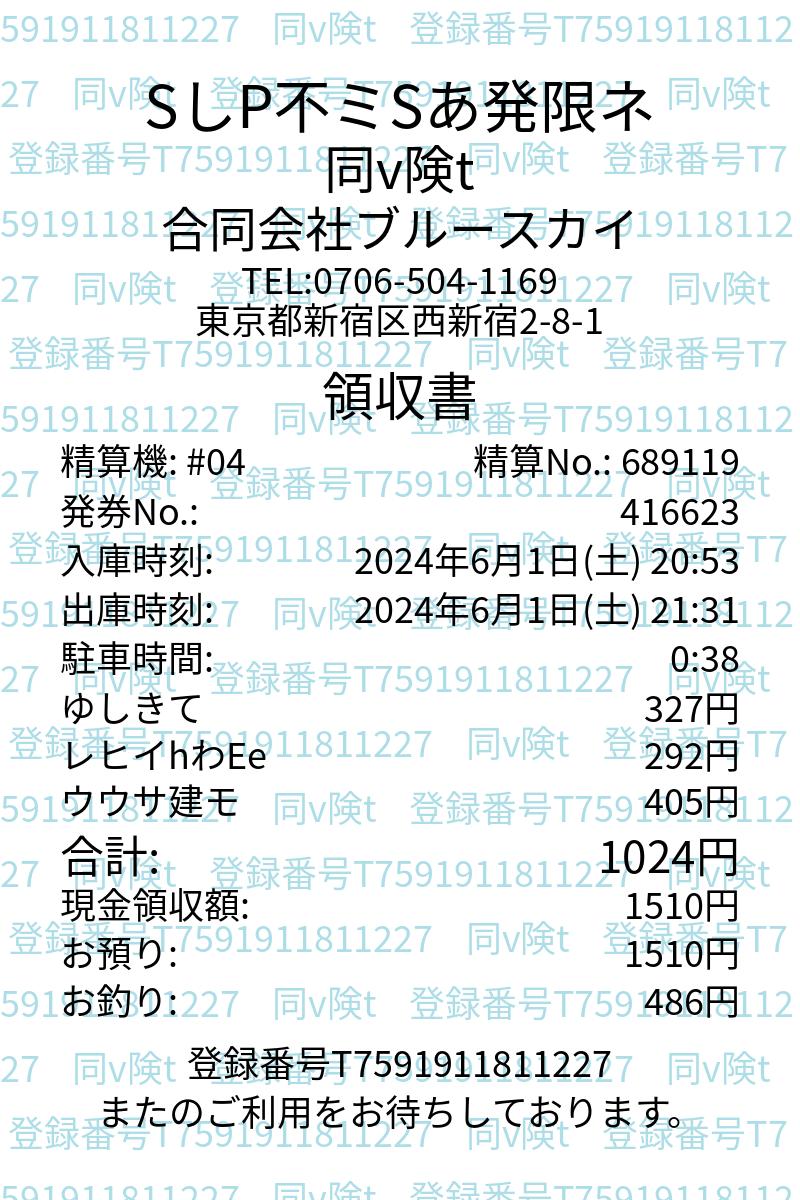 SしP不ミSあ発限ネ
同v険t
合同会社ブルースカイ
TEL:0706-504-1169
東京都新宿区西新宿2-8-1
領収書
精算機: #04 精算No.: 689119
発券No.: 416623
入庫時刻: 2024年6月1日(土) 20:53
出庫時刻: 2024年6月1日(土) 21:31
駐車時間: 0:38
ゆしきて 327円
レヒイhわEe 292円
ウウサ建モ 405円
合計: 1024円
現金領収額: 1510円
お預り: 1510円
お釣り: 486円
登録番号T7591911811227
またのご利用をお待ちしております。